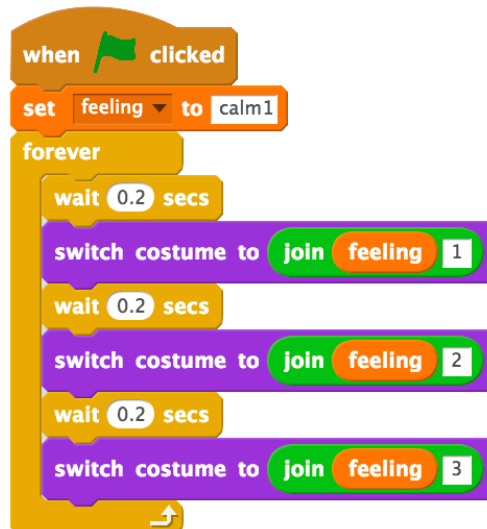 when clicked
set feeling to calm1
forever
wait 0.2 secs
switch costume to join feeling 1
wait 0.2 secs
switch costume to join feeling 2
wait 0.2 secs
switch costume to join feeling 3